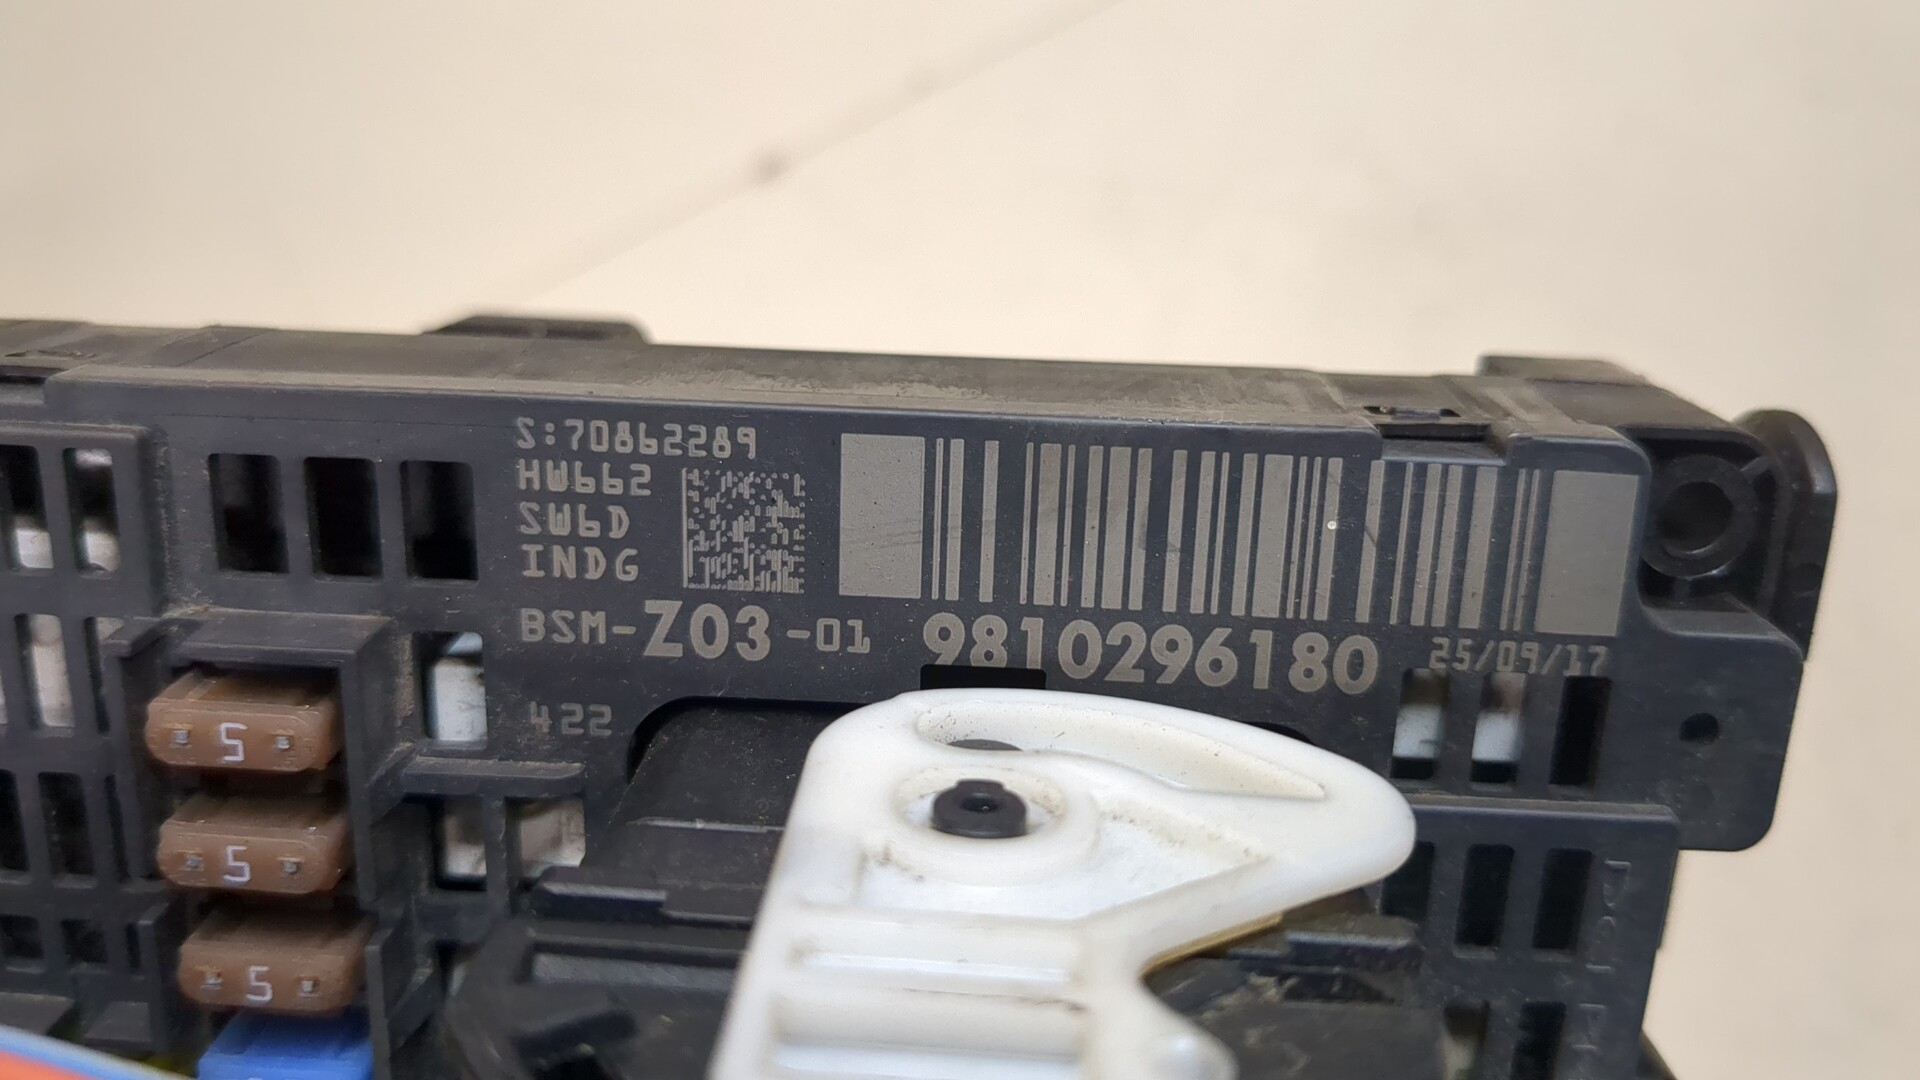 S:70862289
HW662
SW6D
INDG
BSM-Z03-01 9810296180 25/09/17
422
5
5
5